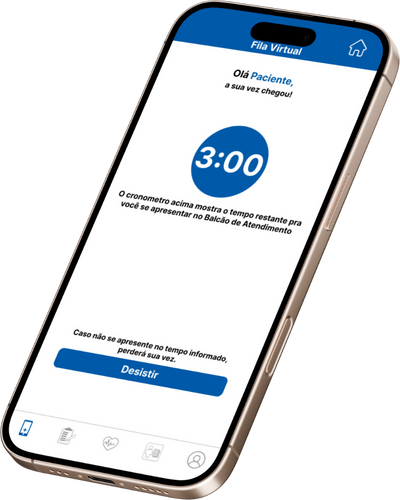 Fila Virtual
Olá Paciente,
a sua vez chegou!
3:00
O cronometro acima mostra o tempo restante pra
você se apresentar no Balcão de Atendimento
Caso não se apresente no tempo informado,
perderá sua vez.
Desistir